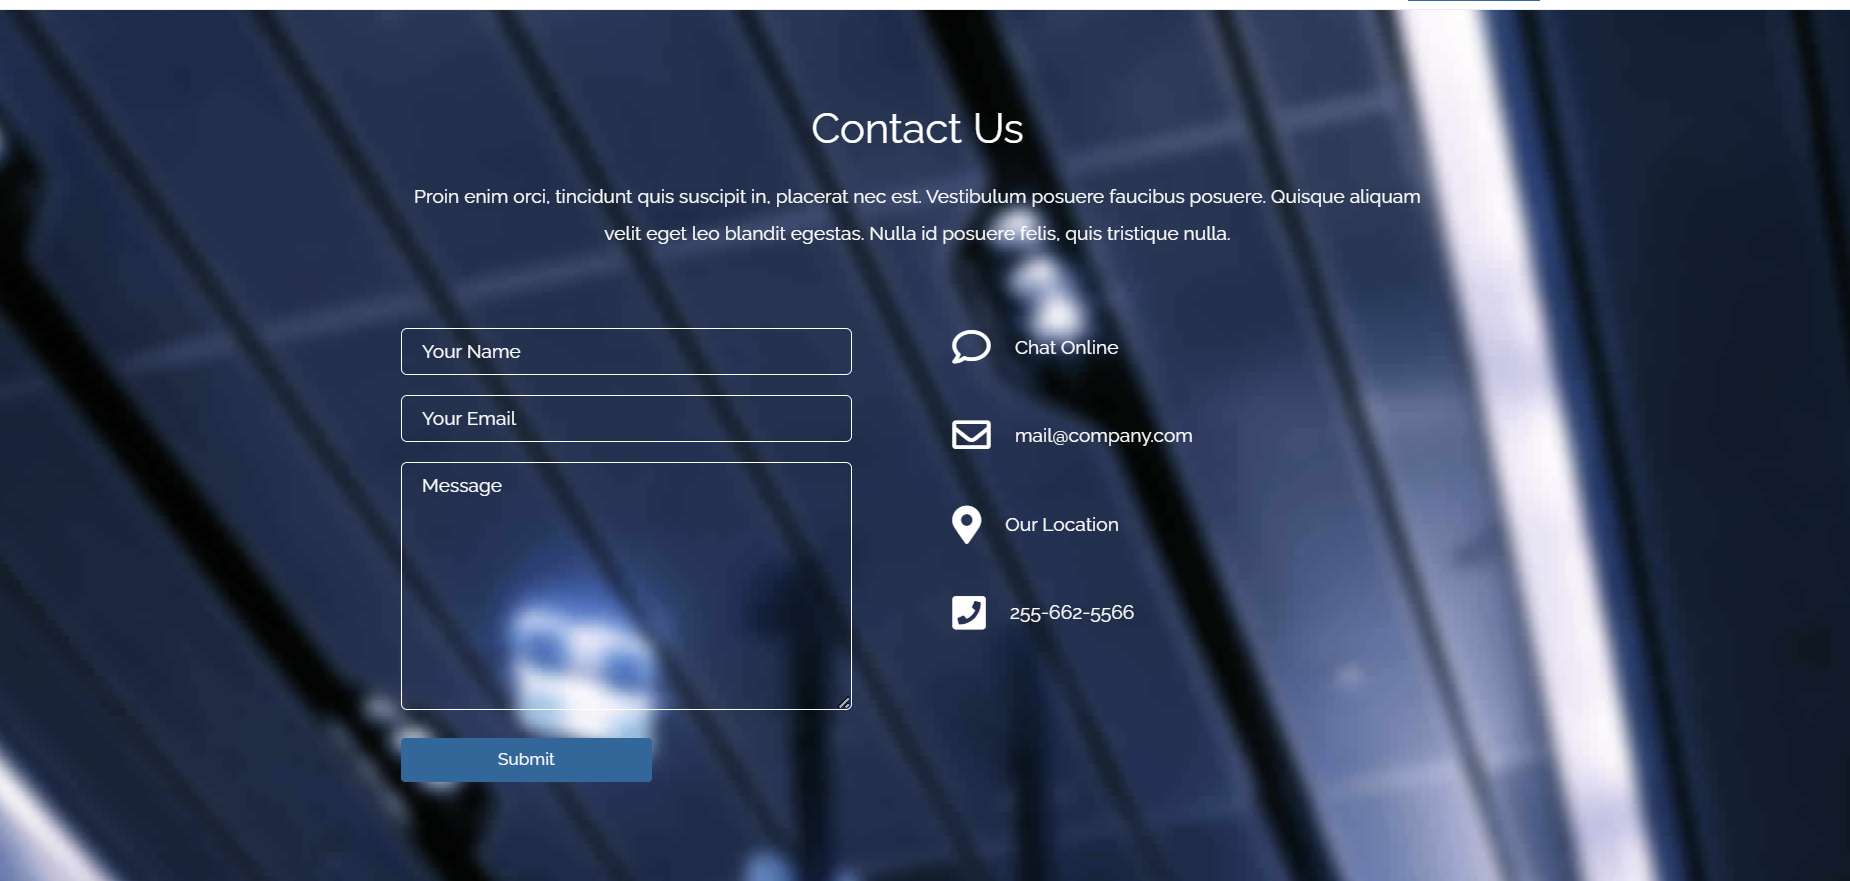 Contact Us
Proin enim orci, tincidunt quis suscipit in, placerat nec est. Vestibulum posuere faucibus posuere. Quisque aliquam
velit eget leo blandit egestas. Nulla id posuere felis, quis tristique nulla.
Your Name
Your Email
Message
Submit
Chat Online
mail@company.com
Our Location
255-662-5566